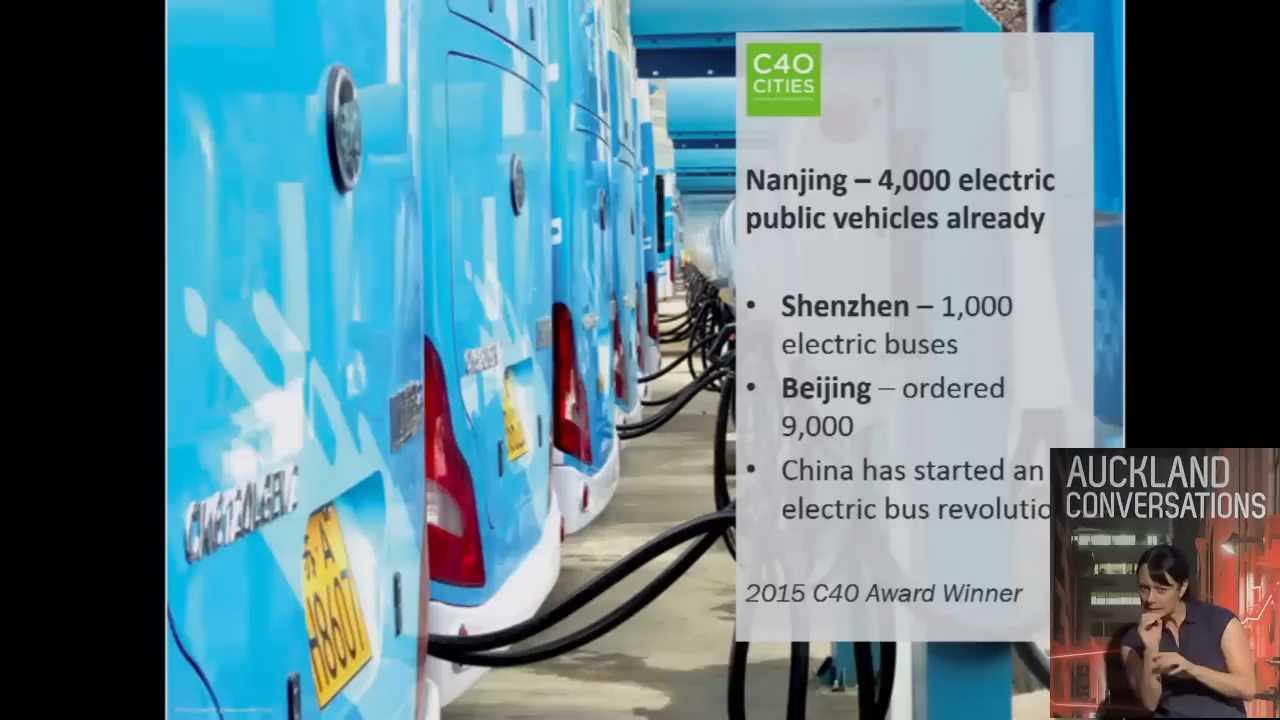 C40
CITIES
Nanjing – 4,000 electric
public vehicles already
• Shenzhen – 1,000
electric buses
• Beijing – ordered
9,000
• China has started an
electric bus revolutio
2015 C40 Award Winner
AUCKLAND
CONVERSATIONS
A